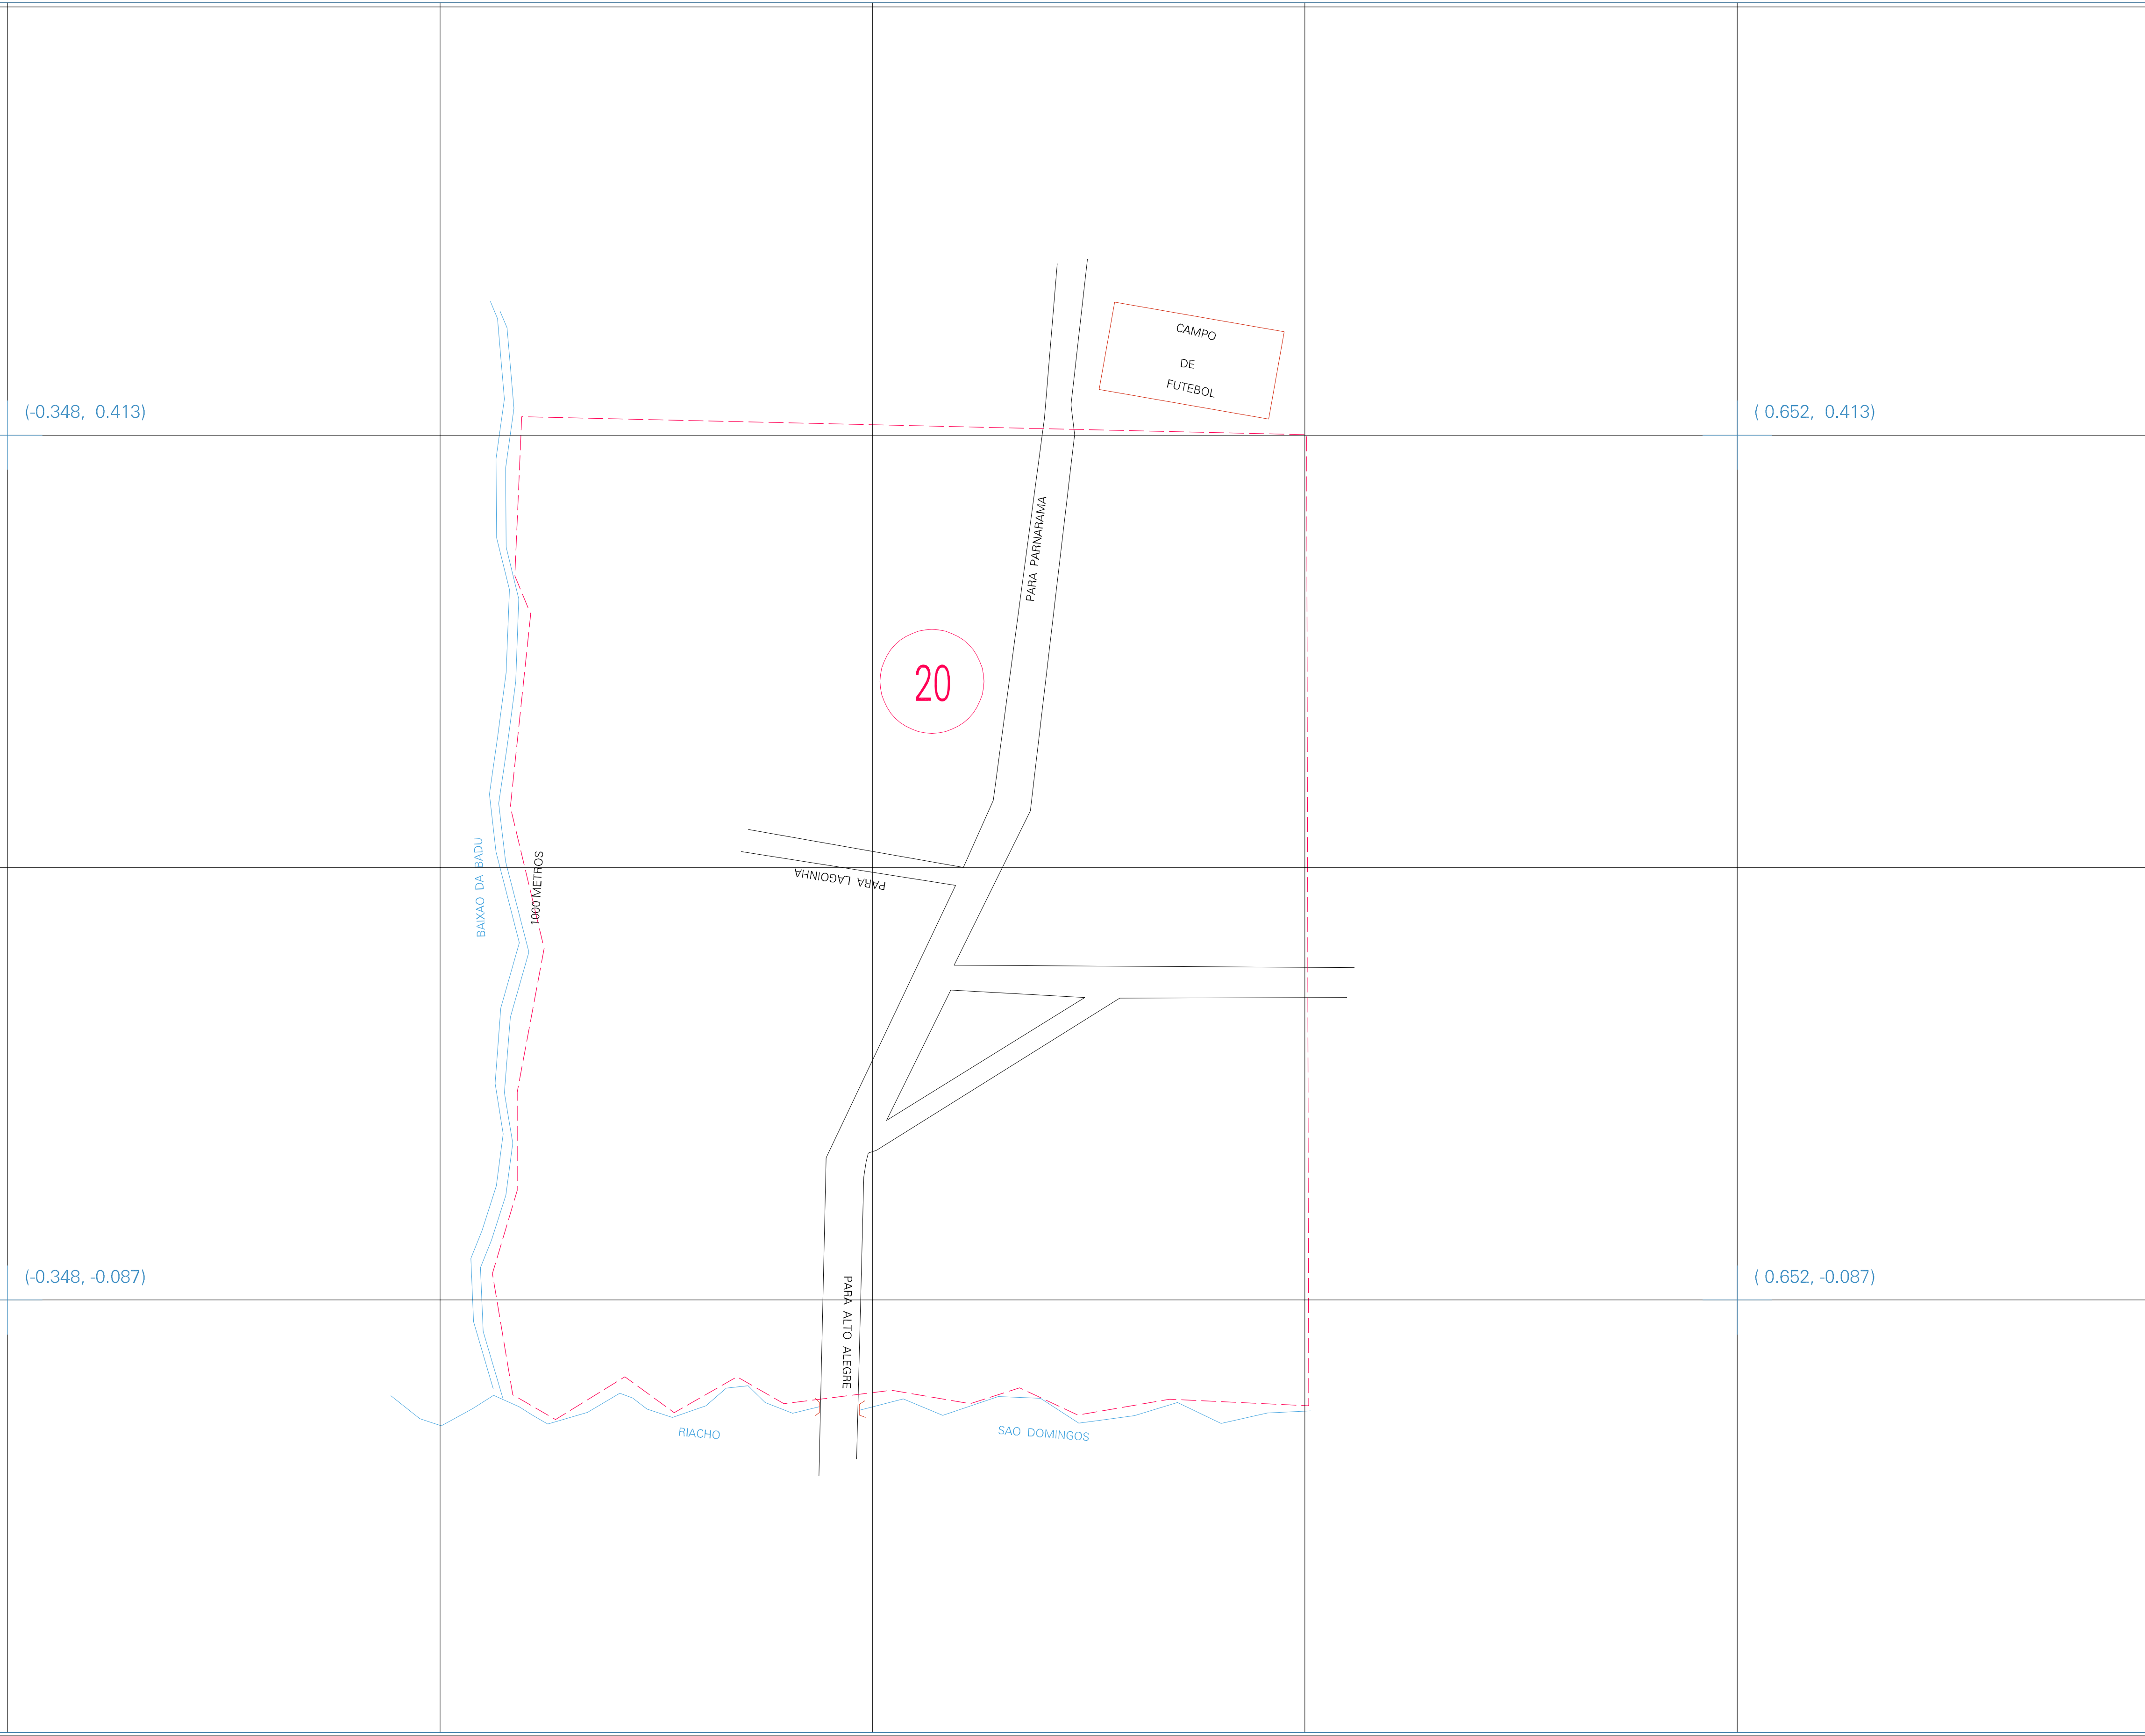 CAMPO
DE
FUTEBOL
(-0.348,  0.413)
( 0.652,  0.413)
PARA PARNARAMA
20
BAIXAO DA BADU
1000 METROS
PARA LAGOINHA
(-0.348, -0.087)
( 0.652, -0.087)
PARA ALTO ALEGRE
RIACHO
SAO DOMINGOS